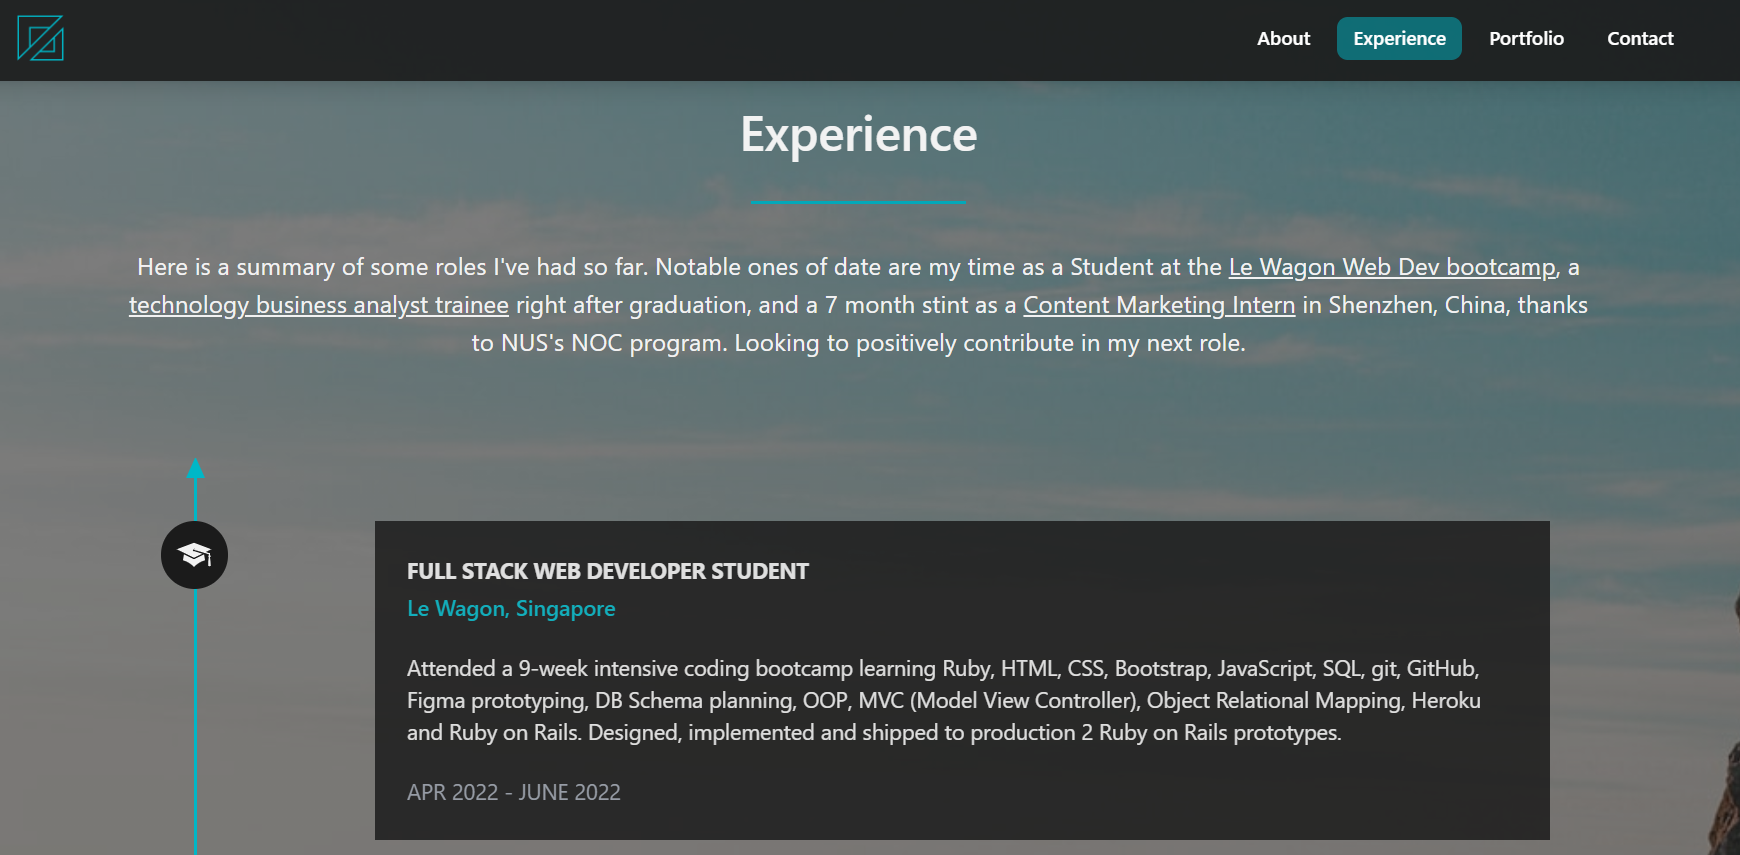 About Experience Portfolio Contact
Experience
Here is a summary of some roles I've had so far. Notable ones of date are my time as a Student at the Le Wagon Web Dev bootcamp, a
technology business analyst trainee right after graduation, and a 7 month stint as a Content Marketing Intern in Shenzhen, China, thanks
to NUS's NOC program. Looking to positively contribute in my next role.
FULL STACK WEB DEVELOPER STUDENT
Le Wagon, Singapore
Attended a 9-week intensive coding bootcamp learning Ruby, HTML, CSS, Bootstrap, JavaScript, SQL, git, GitHub,
Figma prototyping, DB Schema planning, OOP, MVC (Model View Controller), Object Relational Mapping, Heroku
and Ruby on Rails. Designed, implemented and shipped to production 2 Ruby on Rails prototypes.
APR 2022 - JUNE 2022